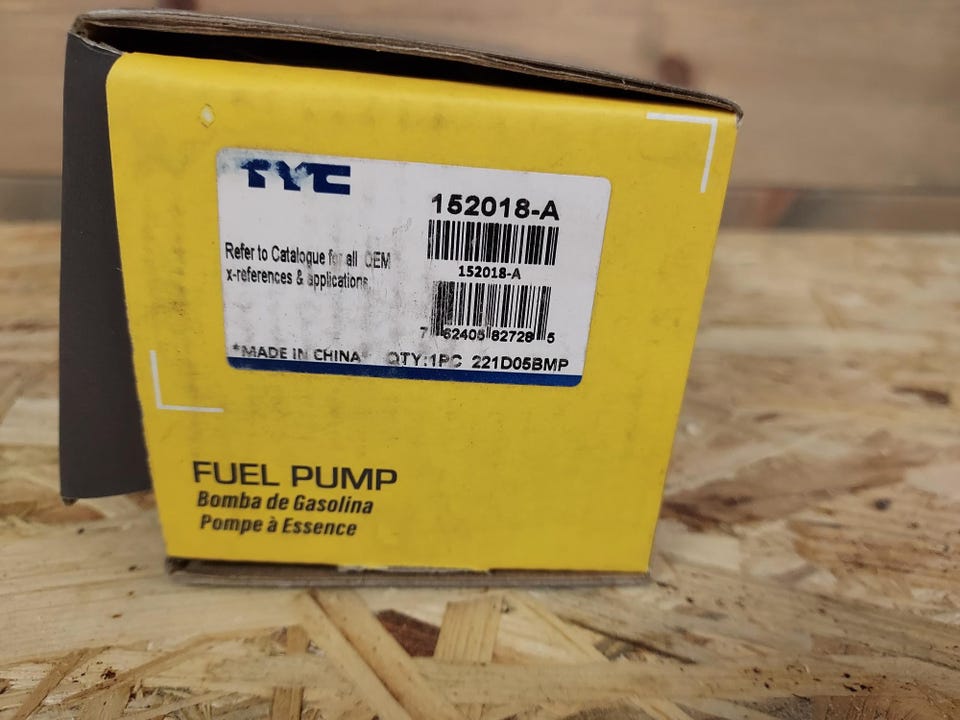 TYC
152018-A
Refer to Catalogue for all OEM
x-references & applications
152018-A
7 62405 82728 5
*MADE IN CHINA* QTY:1PC 221D05BMP
FUEL PUMP
Bomba de Gasolina
Pompe à Essence